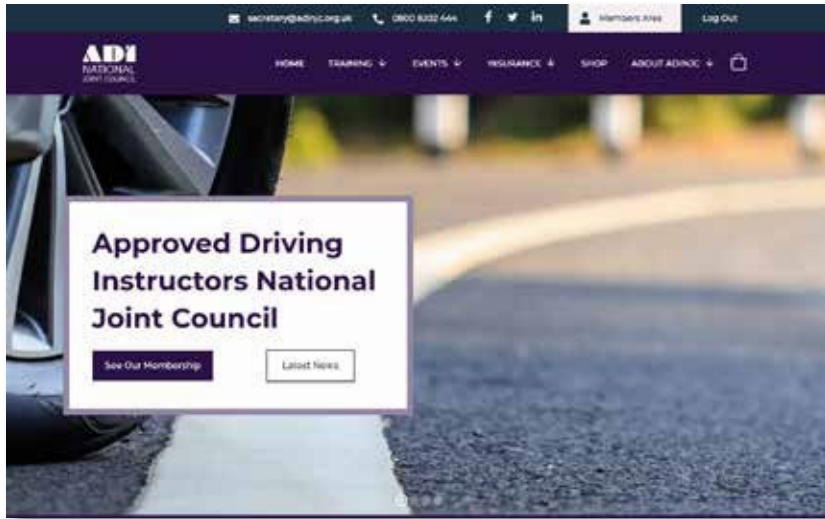 secretary@adinjc.org.uk 0800 8202 444 f in Members Area Log Out
ADI
NATIONAL
JOINT COUNCIL
HOME TRAINING EVENTS INSURANCE SHOP ABOUT ADINJC
Approved Driving
Instructors National
Joint Council
See Our Membership Latest News